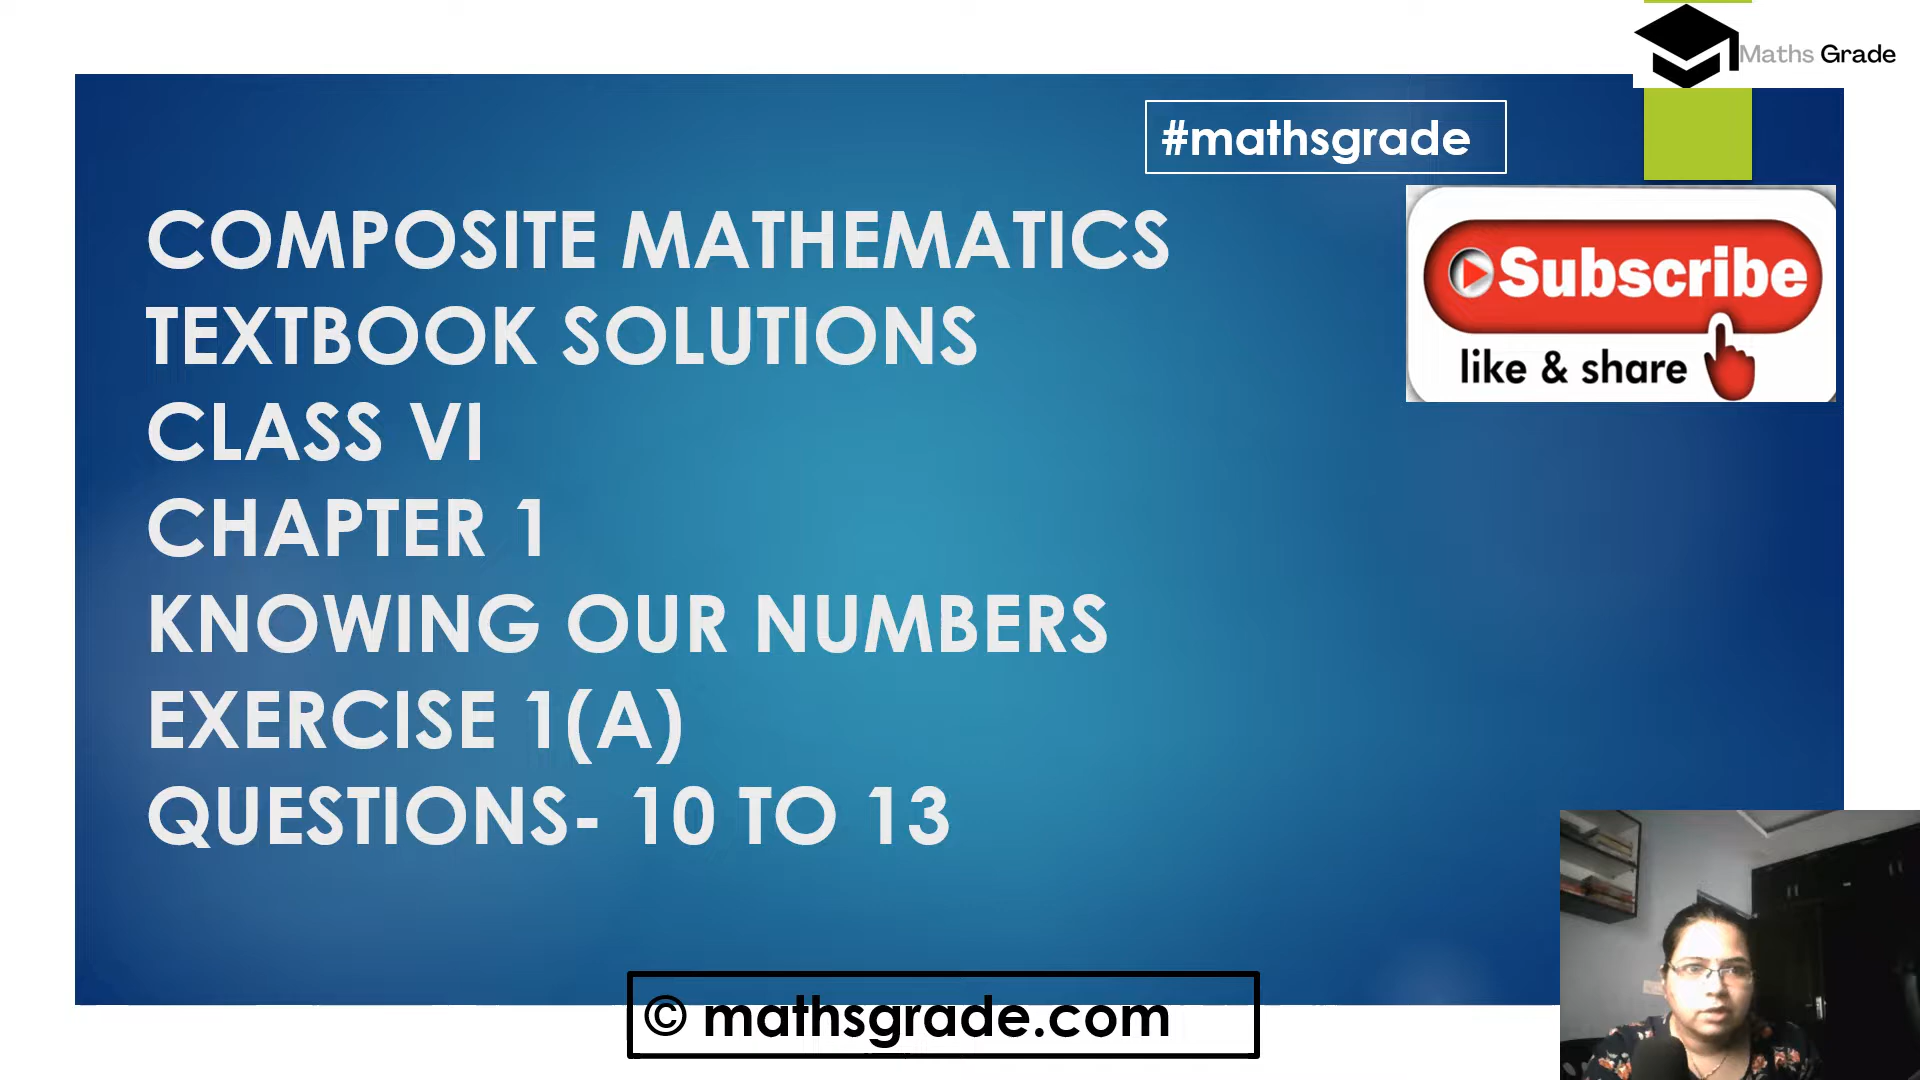 Maths Grade
#mathsgrade
COMPOSITE MATHEMATICS
TEXTBOOK SOLUTIONS
CLASS VI
CHAPTER 1
KNOWING OUR NUMBERS
EXERCISE 1(A)
QUESTIONS- 10 TO 13
Subscribe
like & share
© mathsgrade.com